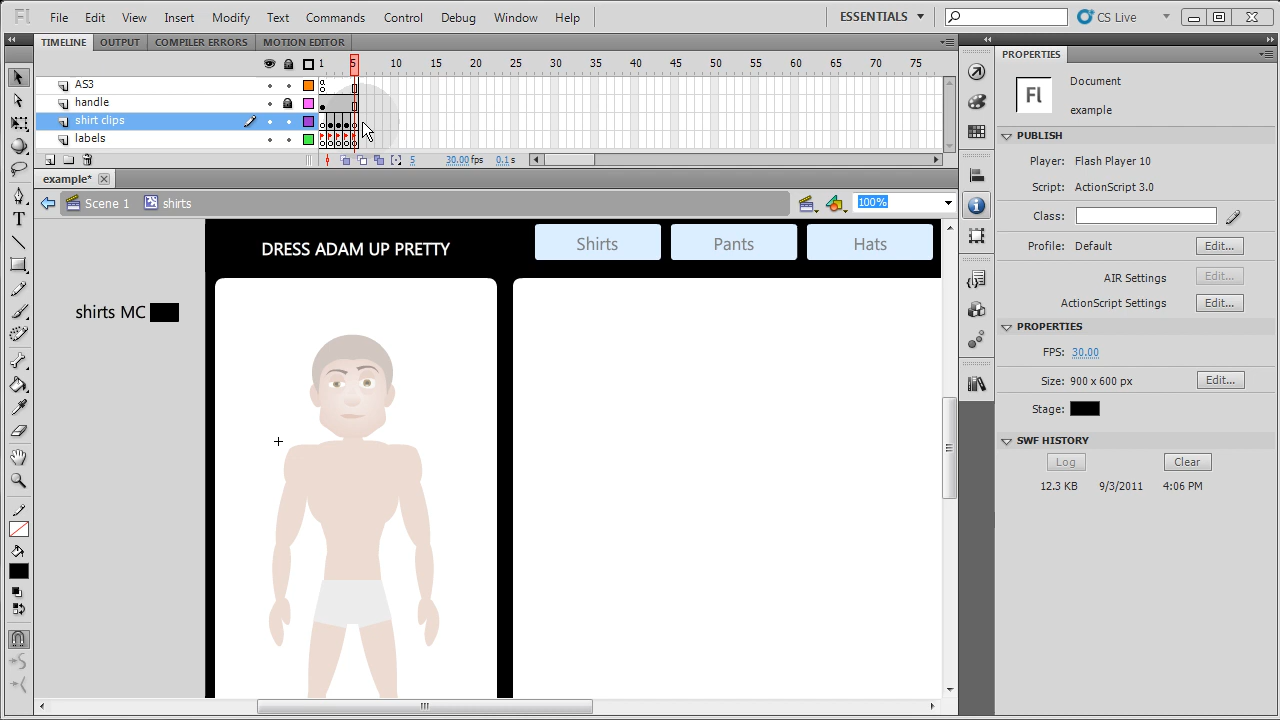 Fl File Edit View Insert Modify Text Commands Control Debug Window Help ESSENTIALS CS Live
TIMELINE OUTPUT COMPILER ERRORS MOTION EDITOR
1 5 10 15 20 25 30 35 40 45 50 55 60 65 70 75
AS3
handle
shirt clips
labels
5 30.00 fps 0.1 s
example*
Scene 1 shirts 100%
DRESS ADAM UP PRETTY
Shirts Pants Hats
shirts MC
T
PROPERTIES
Fl
Document
example
PUBLISH
Player: Flash Player 10
Script: ActionScript 3.0
Class:
Profile: Default Edit...
AIR Settings Edit...
ActionScript Settings Edit...
PROPERTIES
FPS: 30.00
Size: 900 x 600 px Edit...
Stage:
SWF HISTORY
Log Clear
12.3 KB 9/3/2011 4:06 PM